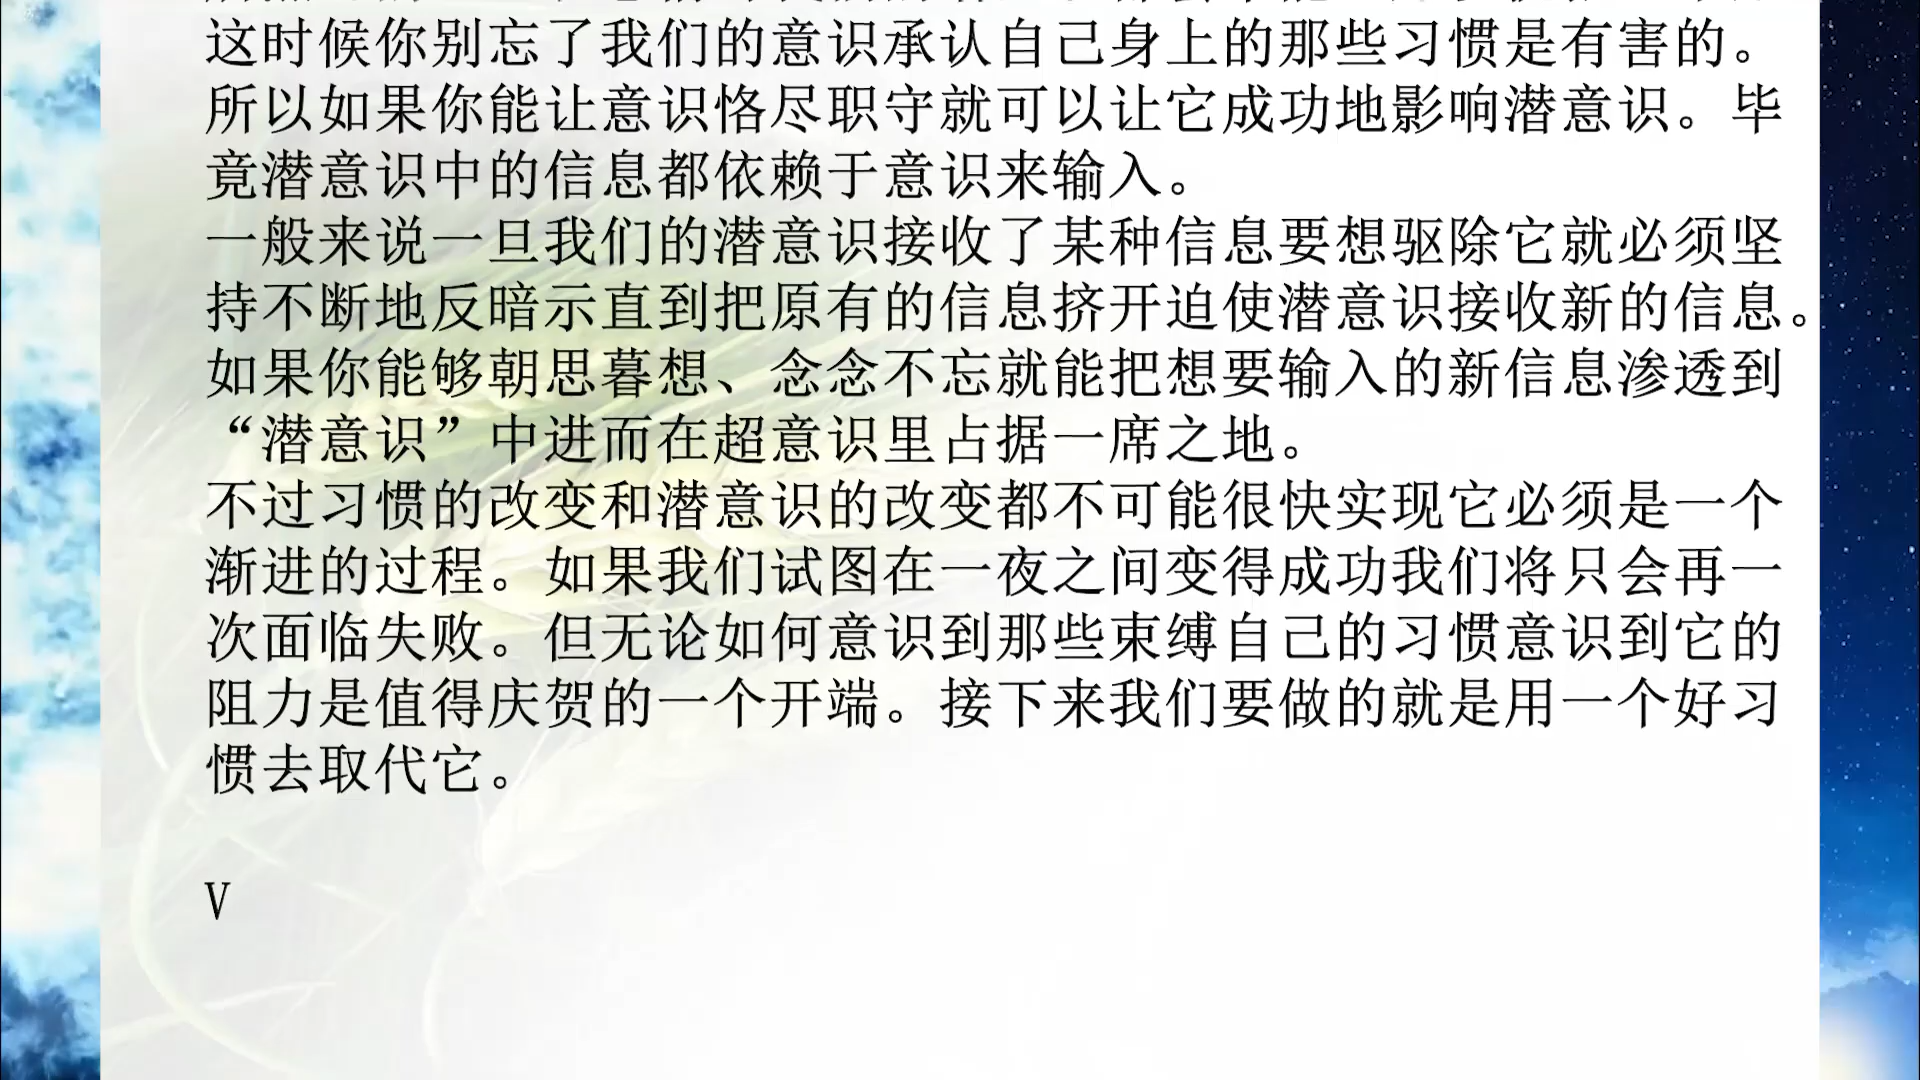 这时候你别忘了我们的意识承认自己身上的那些习惯是有害的。
所以如果你能让意识恪尽职守就可以让它成功地影响潜意识。毕
竟潜意识中的信息都依赖于意识来输入。
一般来说一旦我们的潜意识接收了某种信息要想驱除它就必须坚
持不断地反暗示直到把原有的信息挤开迫使潜意识接收新的信息。
如果你能够朝思暮想、念念不忘就能把想要输入的新信息渗透到
“潜意识”中进而在超意识里占据一席之地。
不过习惯的改变和潜意识的改变都不可能很快实现它必须是一个
渐进的过程。如果我们试图在一夜之间变得成功我们将只会再一
次面临失败。但无论如何意识到那些束缚自己的习惯意识到它的
阻力是值得庆贺的一个开端。接下来我们要做的就是用一个好习
惯去取代它。
V